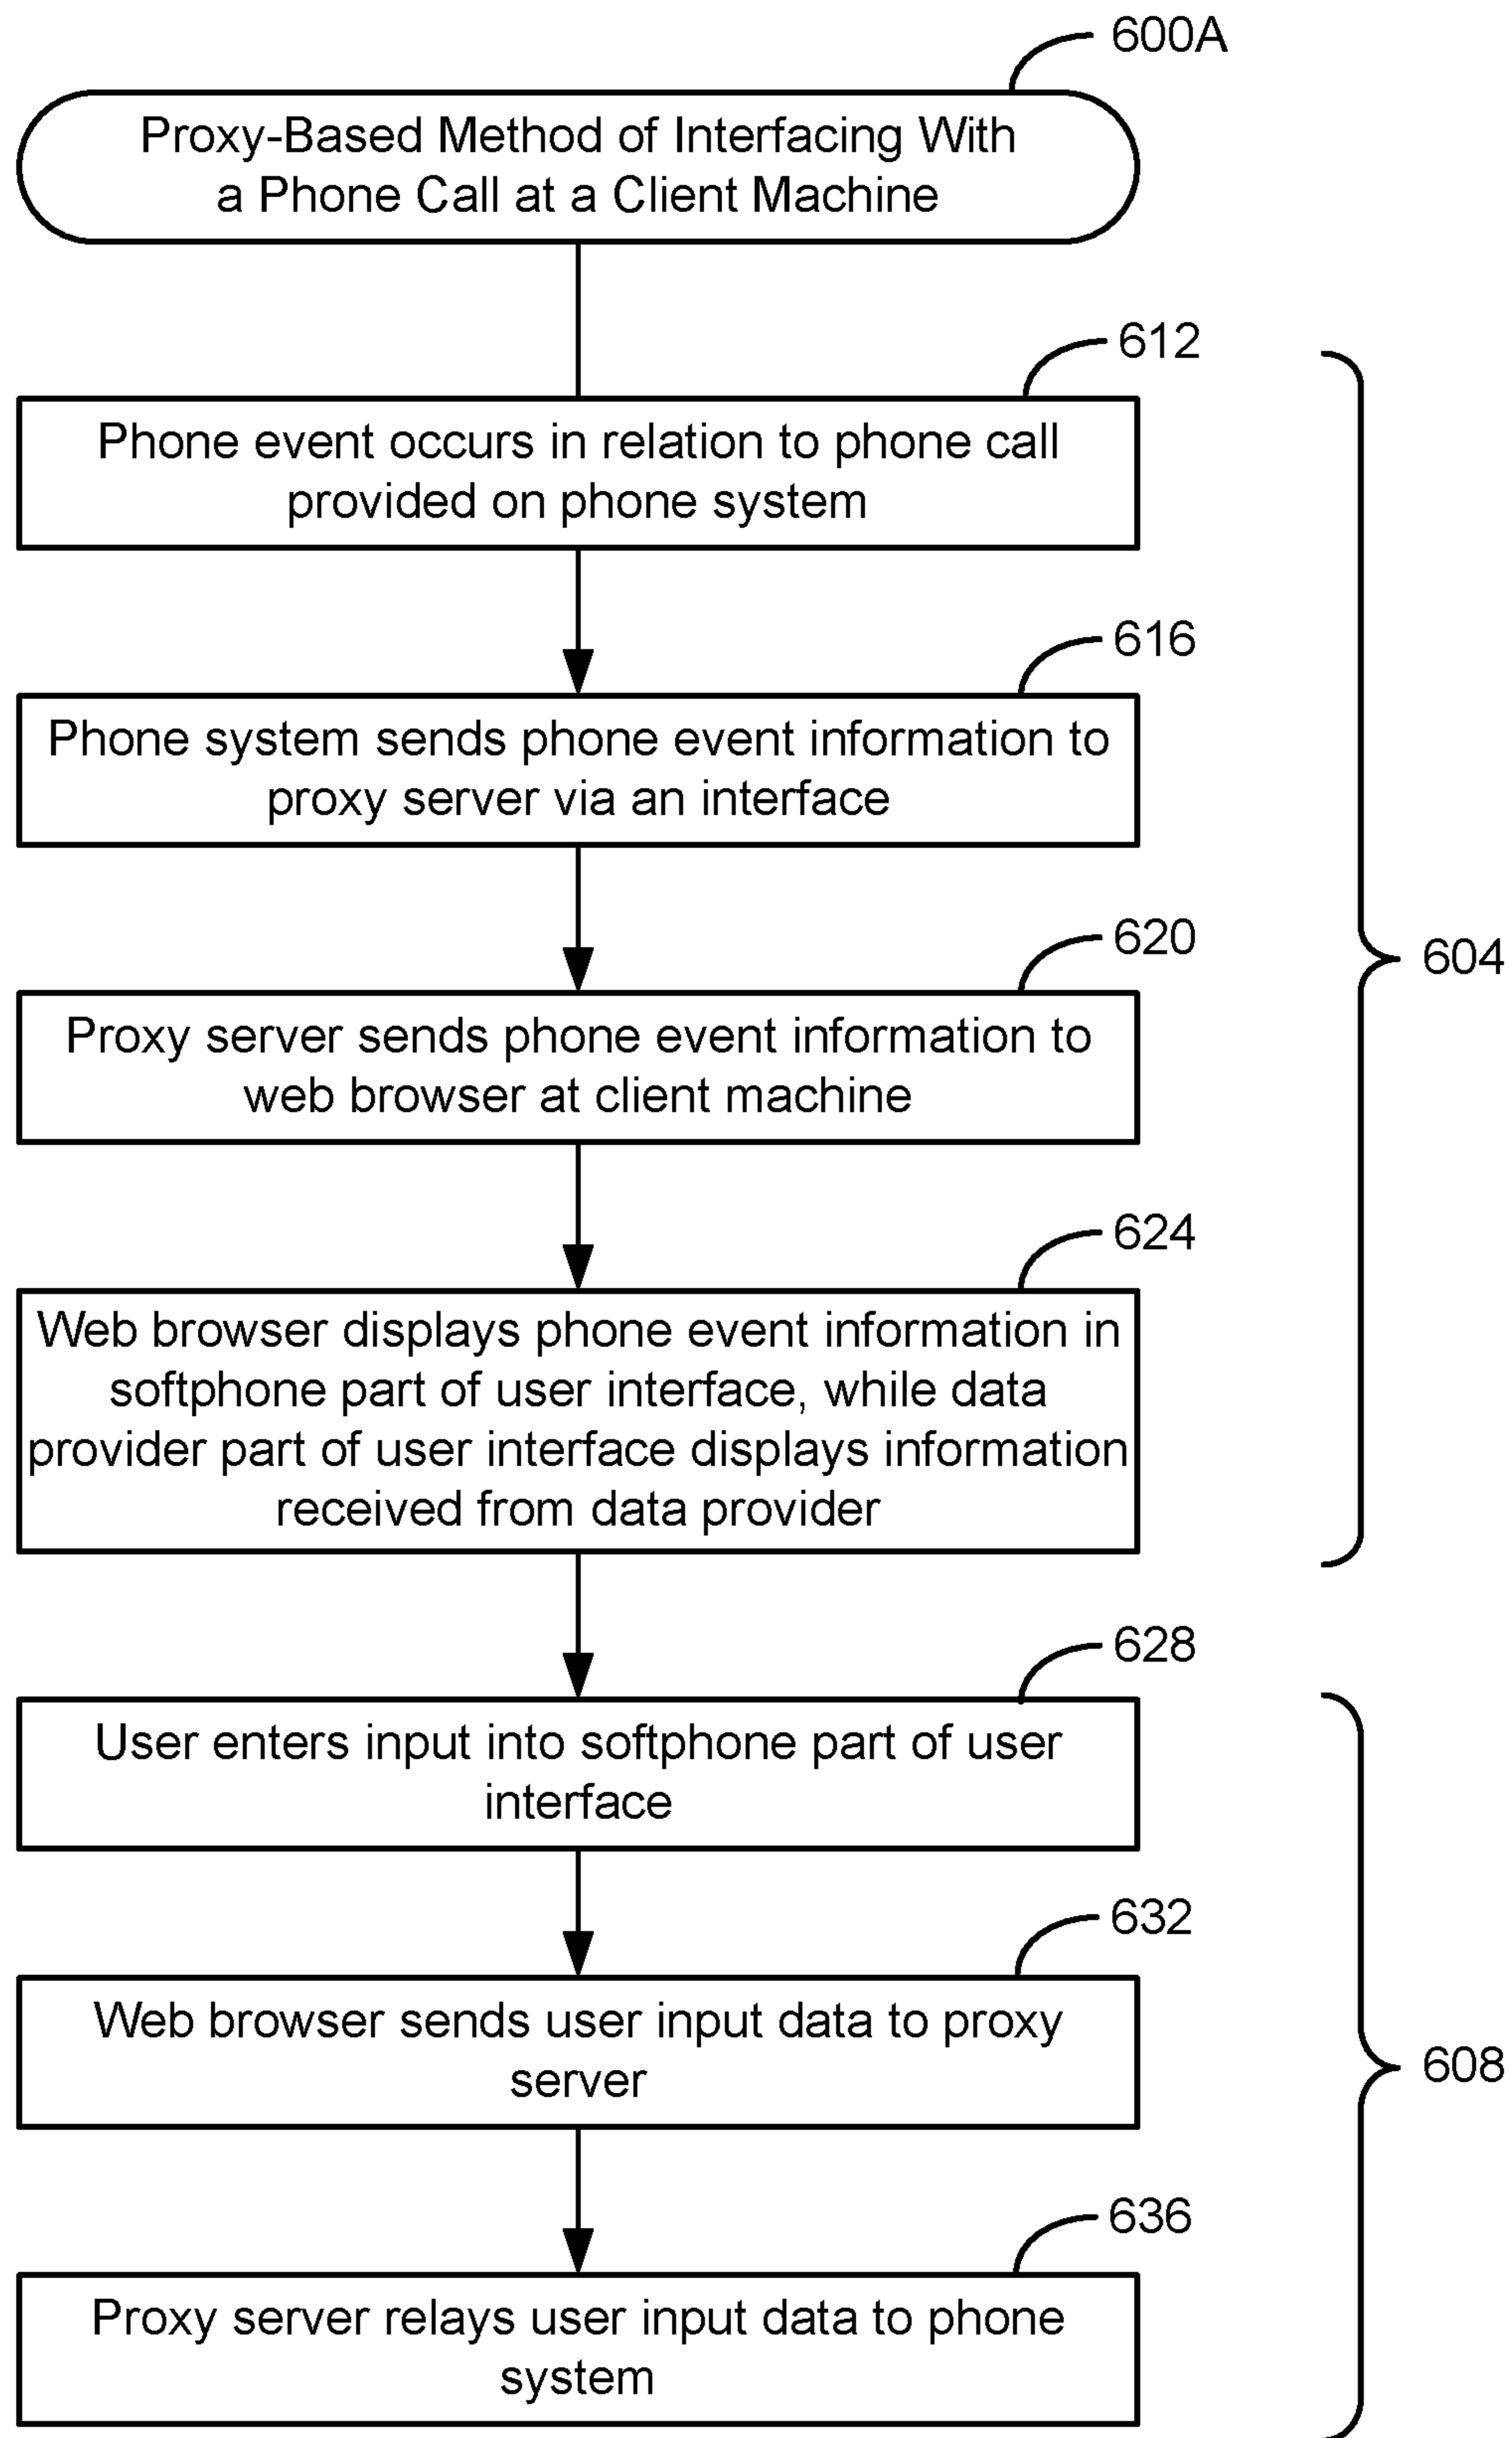 600A
Proxy-Based Method of Interfacing With
a Phone Call at a Client Machine
612
Phone event occurs in relation to phone call
provided on phone system
616
Phone system sends phone event information to
proxy server via an interface
620
604
Proxy server sends phone event information to
web browser at client machine
624
Web browser displays phone event information in
softphone part of user interface, while data
provider part of user interface displays information
received from data provider
628
User enters input into softphone part of user
interface
632
Web browser sends user input data to proxy
server
608
636
Proxy server relays user input data to phone
system